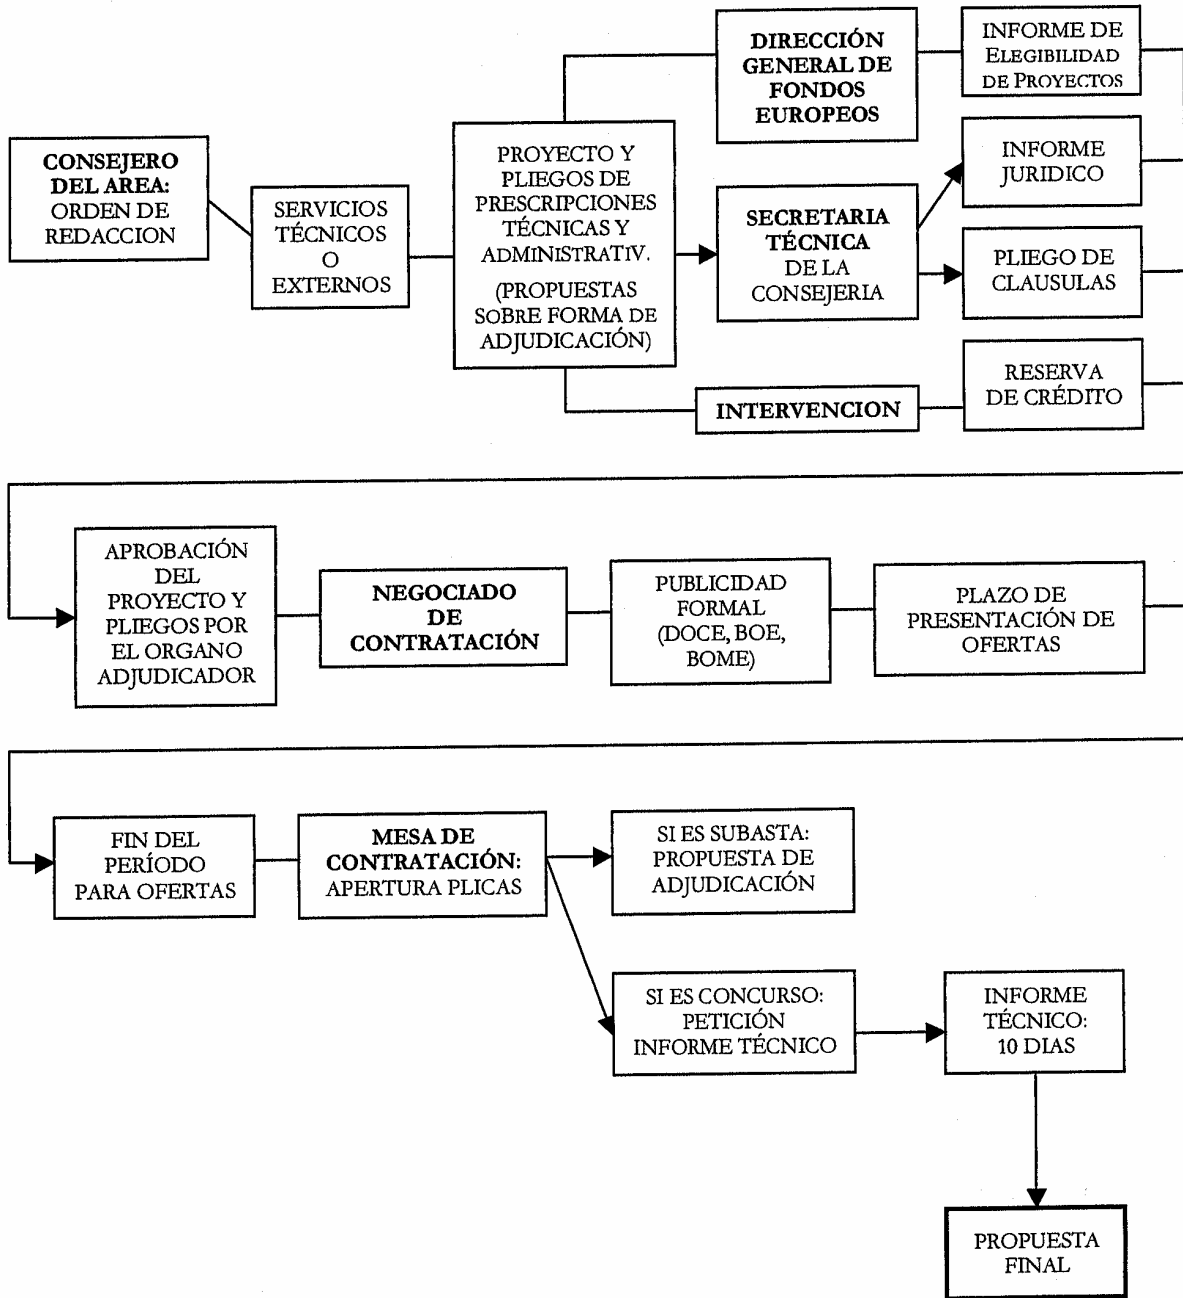 CONSEJERO
DEL AREA:
ORDEN DE
REDACCION
SERVICIOS
TÉCNICOS
O
EXTERNOS
PROYECTO Y
PLIEGOS DE
PRESCRIPCIONES
TÉCNICAS Y
ADMINISTRATIV.
(PROPUESTAS
SOBRE FORMA DE
ADJUDICACIÓN)
DIRECCIÓN
GENERAL DE
FONDOS
EUROPEOS
INFORME DE
ELEGIBILIDAD
DE PROYECTOS
SECRETARIA
TÉCNICA
DE LA
CONSEJERIA
INFORME
JURIDICO
PLIEGO DE
CLAUSULAS
INTERVENCION
RESERVA
DE CRÉDITO
APROBACIÓN
DEL
PROYECTO Y
PLIEGOS POR
EL ORGANO
ADJUDICADOR
NEGOCIADO
DE
CONTRATACIÓN
PUBLICIDAD
FORMAL
(DOCE, BOE,
BOME)
PLAZO DE
PRESENTACIÓN DE
OFERTAS
FIN DEL
PERÍODO
PARA OFERTAS
MESA DE
CONTRATACIÓN:
APERTURA PLICAS
SI ES SUBASTA:
PROPUESTA DE
ADJUDICACIÓN
SI ES CONCURSO:
PETICIÓN
INFORME TÉCNICO
INFORME
TÉCNICO:
10 DIAS
PROPUESTA
FINAL